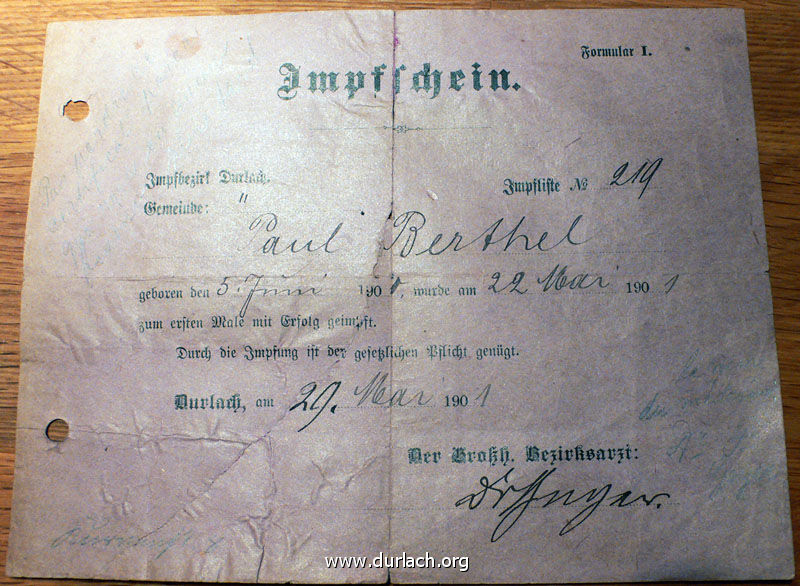 Formular I.
Impfschein.
Impfbezirk Durlach.
Impfliste № 219
Gemeinde: "
Paul Berthel
geboren den 5. Juni 1900, wurde am 22 Mai 1901
zum ersten Male mit Erfolg geimpft.
Durch die Impfung ist der gesetzlichen Pflicht genügt.
Durlach, am 29. Mai 1901
Der Großh. Bezirksarzt:
www.durlach.org